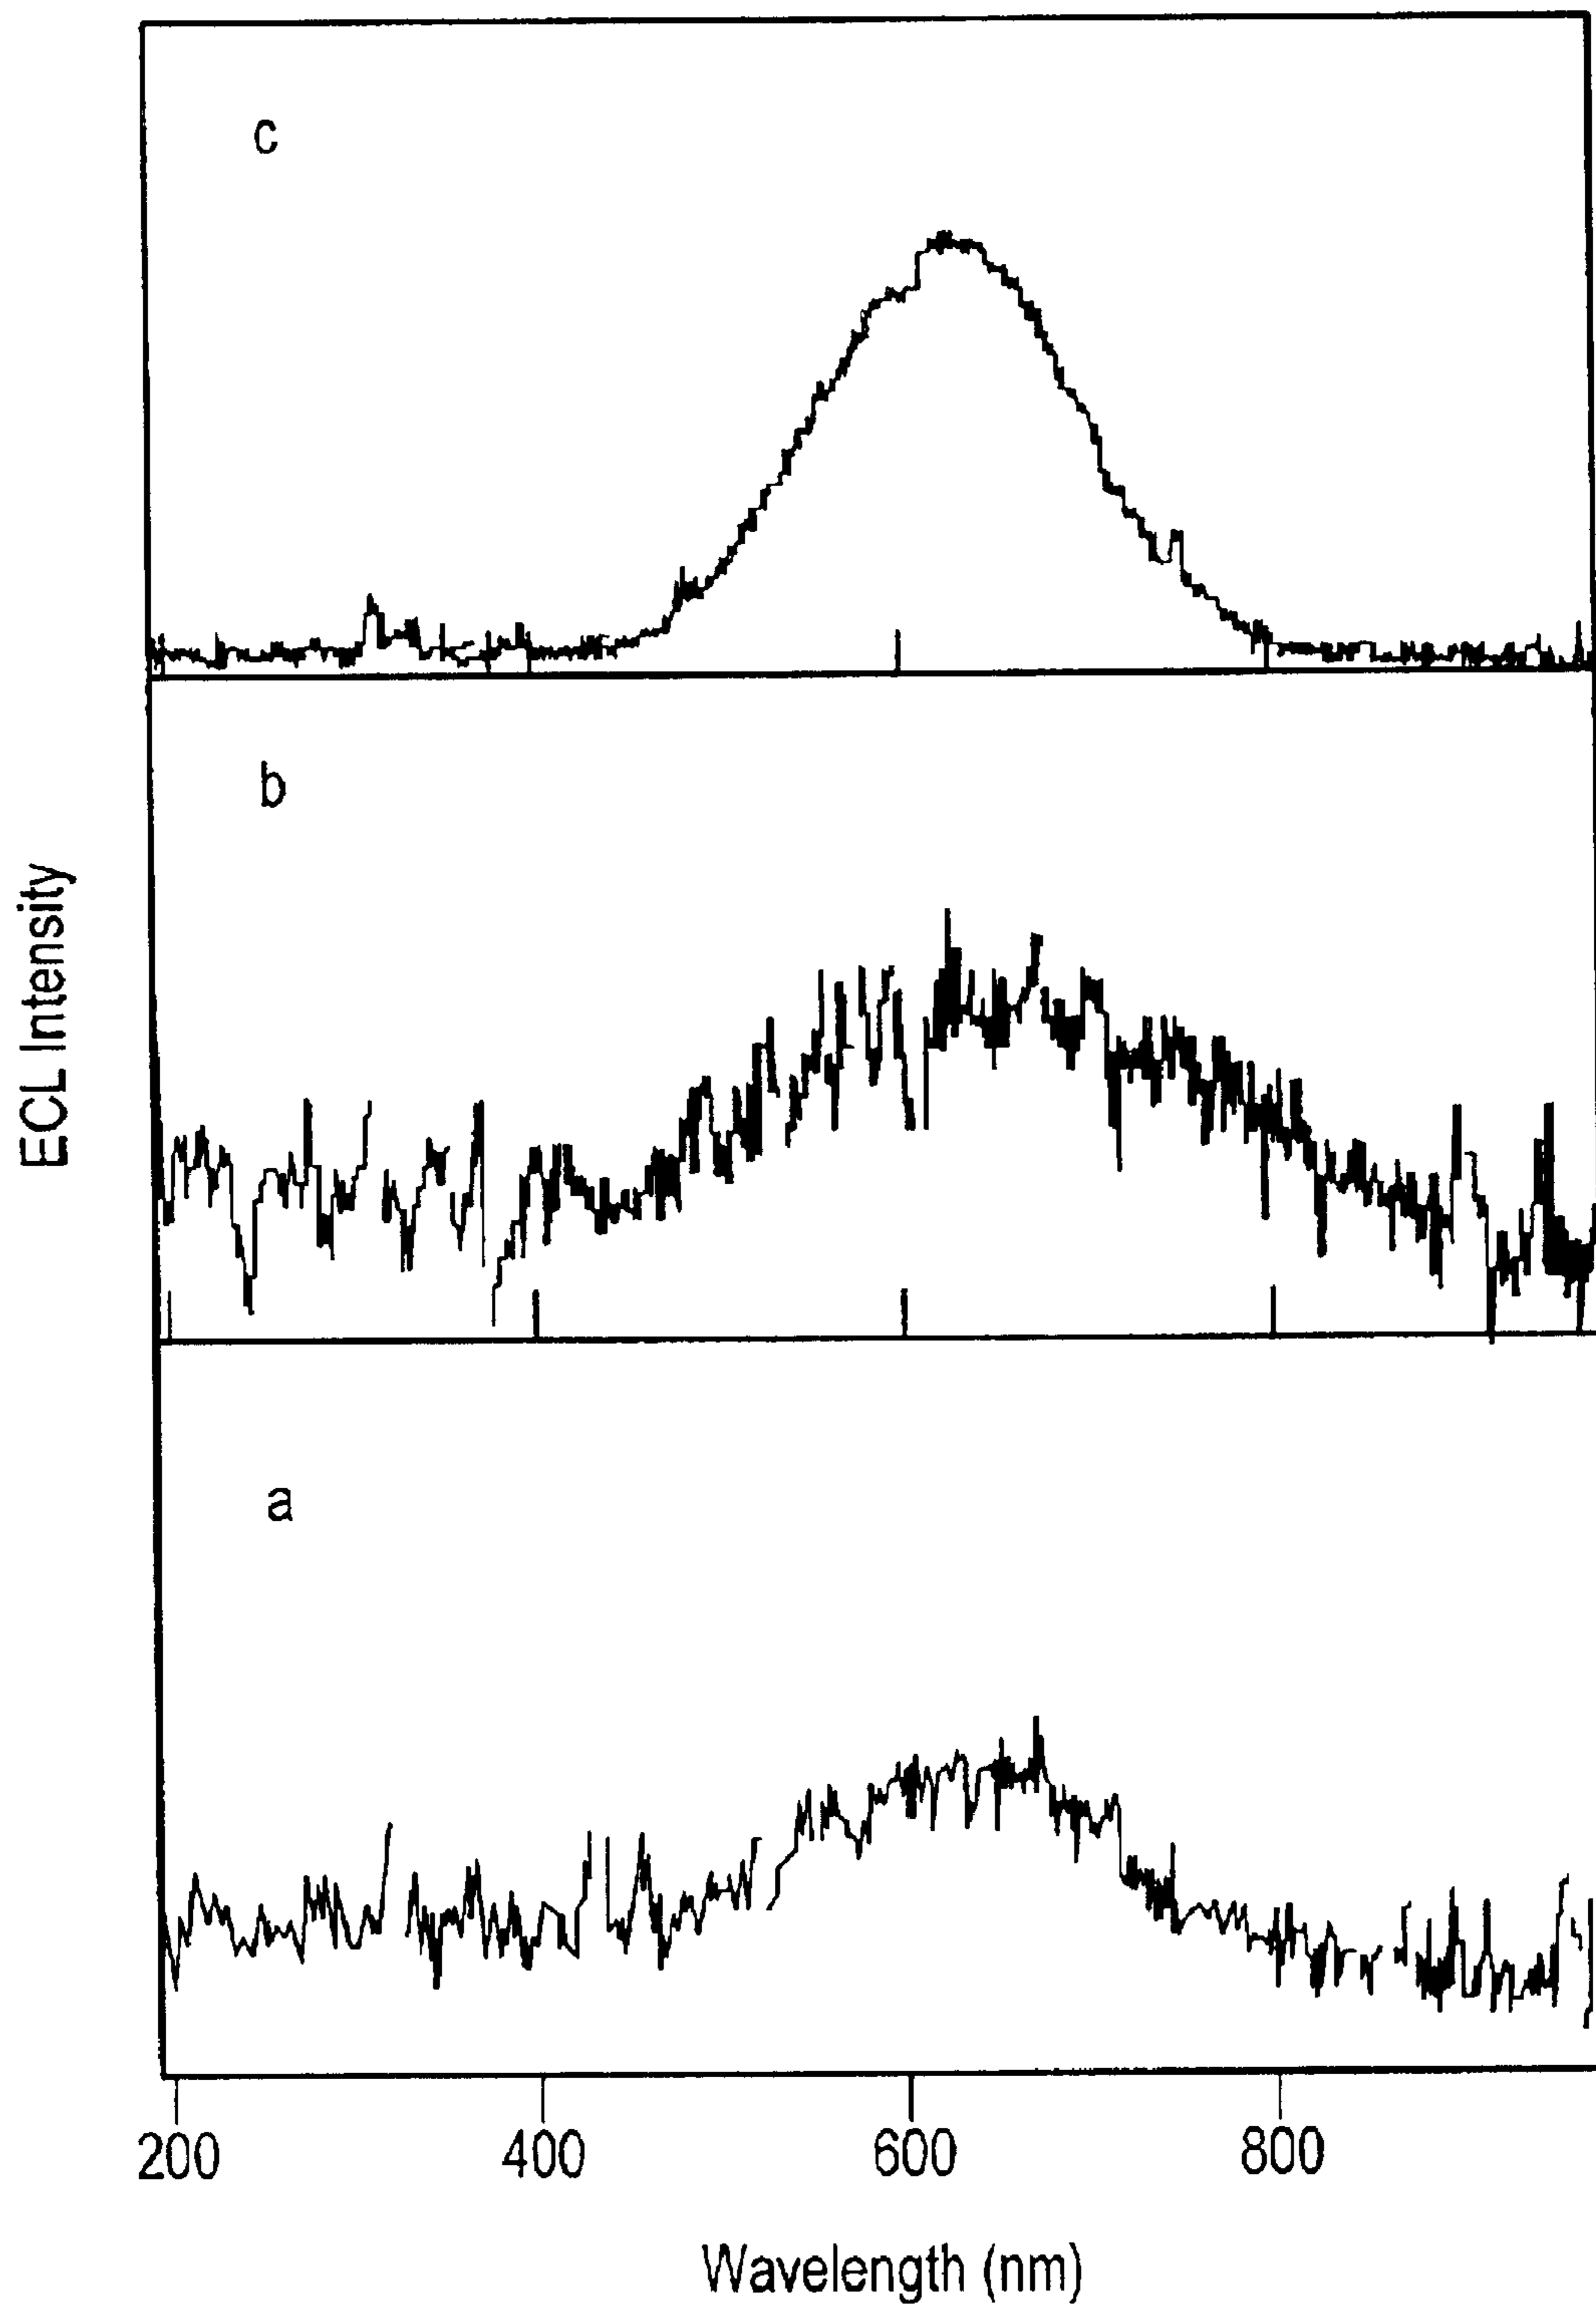 c
b
ECL Intensity
a
200 400 600 800
Wavelength (nm)